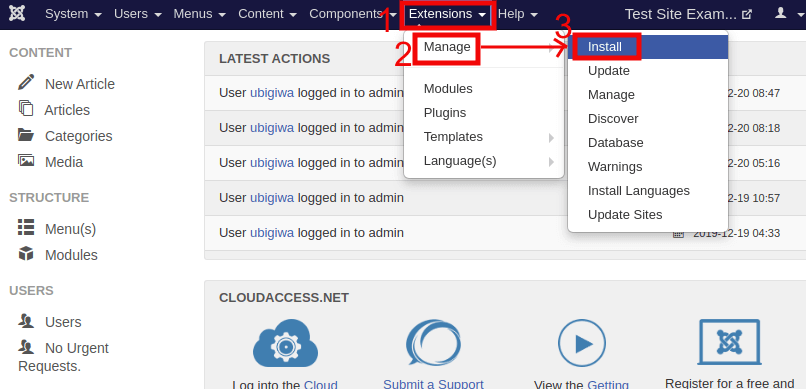 System Users Menus Content Components 1 Extensions Help Test Site Exam...
2 Manage 3 Install
Update
Manage
Discover
Database
Warnings
Install Languages
Update Sites
Modules
Plugins
Templates
Language(s)
CONTENT
New Article
Articles
Categories
Media
STRUCTURE
Menu(s)
Modules
USERS
Users
No Urgent
Requests.
LATEST ACTIONS
User ubigiwa logged in to admin
User ubigiwa logged in to admin
User ubigiwa logged in to admin
User ubigiwa logged in to admin
User ubigiwa logged in to admin
2-20 08:47
2-20 08:18
2-20 05:16
2-19 10:57
2019-12-19 04:33
CLOUDACCESS.NET
Log into the Cloud
Submit a Support
View the Getting
Register for a free and